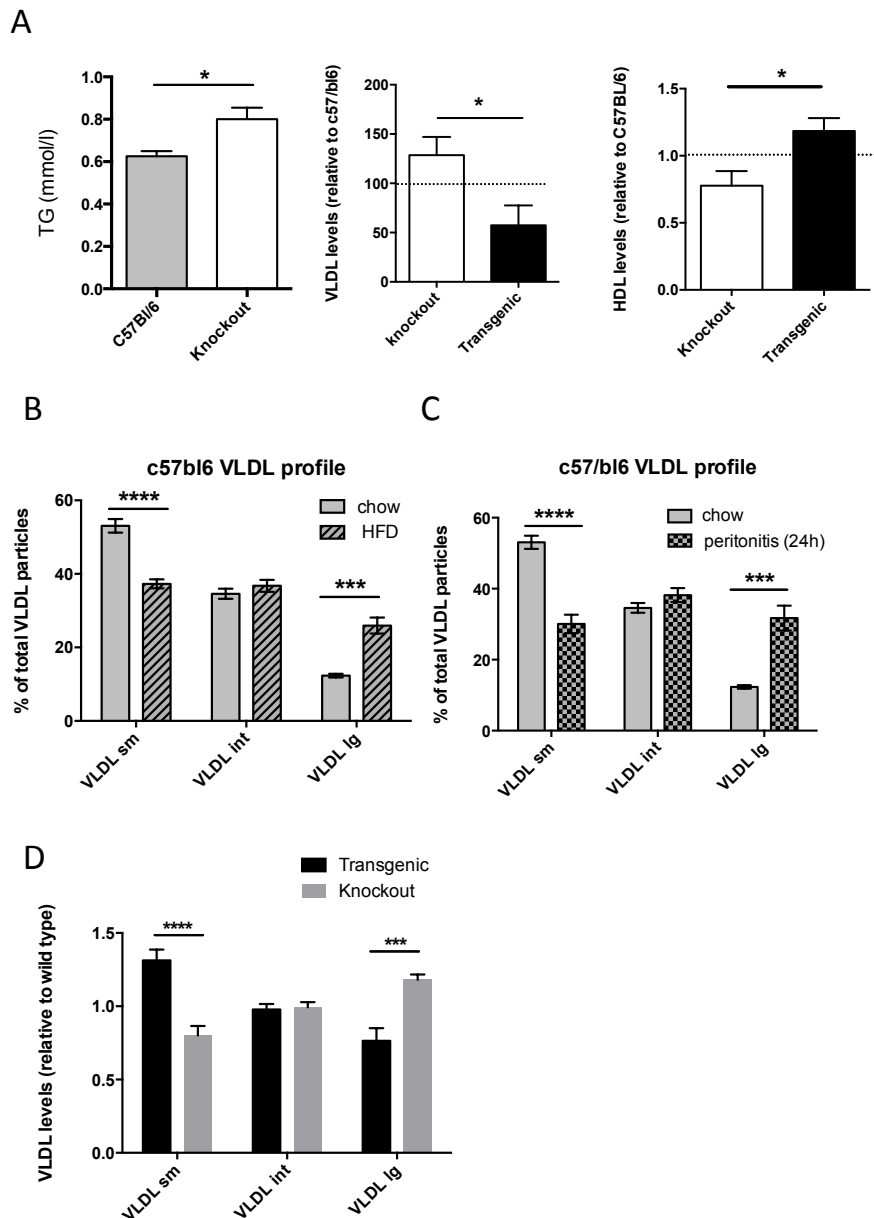 A
TG (mmol/l)
1.0
0.8
0.6
0.4
0.2
0.0
*
C57Bl/6
Knockout
VLDL levels (relative to c57/bl6)
200
150
100
50
0
*
knockout
Transgenic
HDL levels (relative to C57BL/6)
1.5
1.0
0.5
0.0
*
Knockout
Transgenic
B
c57bl6 VLDL profile
% of total VLDL particles
60
40
20
0
****
***
chow
HFD
VLDL sm
VLDL int
VLDL lg
C
c57/bl6 VLDL profile
% of total VLDL particles
60
40
20
0
****
***
chow
peritonitis (24h)
VLDL sm
VLDL int
VLDL lg
D
Transgenic
Knockout
VLDL levels (relative to wild type)
1.5
1.0
0.5
0.0
****
***
VLDL sm
VLDL int
VLDL lg